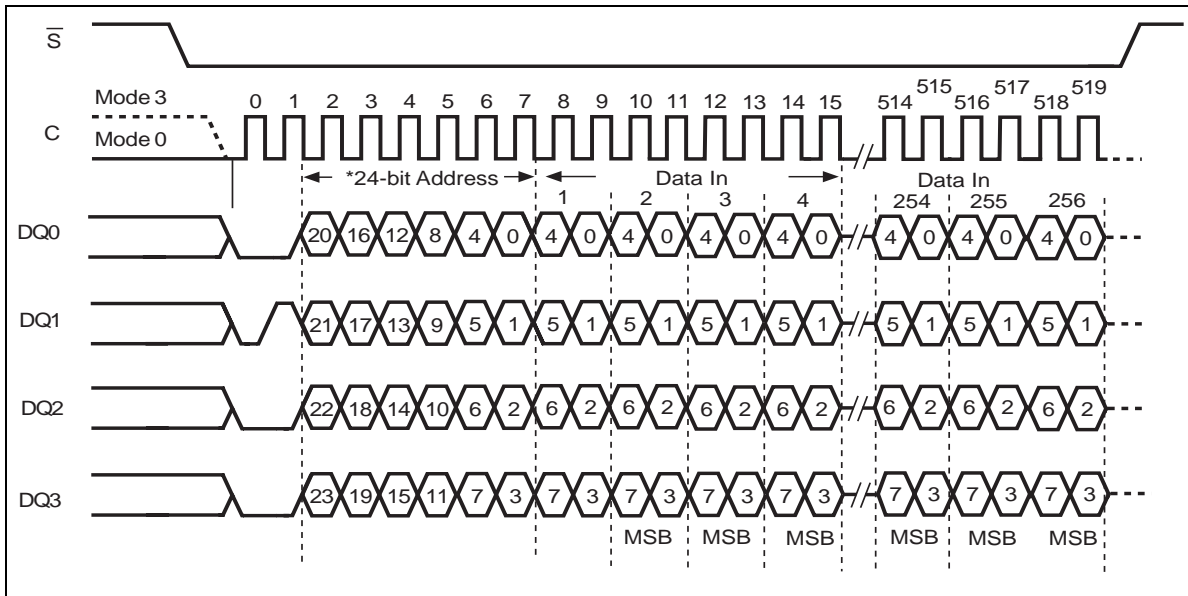 S
Mode 3
C
Mode 0
0 1 2 3 4 5 6 7 8 9 10 11 12 13 14 15 514 515 516 517 518 519
*24-bit Address
Data In
Data In
1 2 3 4 254 255 256
DQ0 20 16 12 8 4 0 4 0 4 0 4 0 4 0 4 0 4 0 4 0
DQ1 21 17 13 9 5 1 5 1 5 1 5 1 5 1 5 1 5 1 5 1
DQ2 22 18 14 10 6 2 6 2 6 2 6 2 6 2 6 2 6 2 6 2
DQ3 23 19 15 11 7 3 7 3 7 3 7 3 7 3 7 3 7 3 7 3
MSB MSB MSB MSB MSB MSB